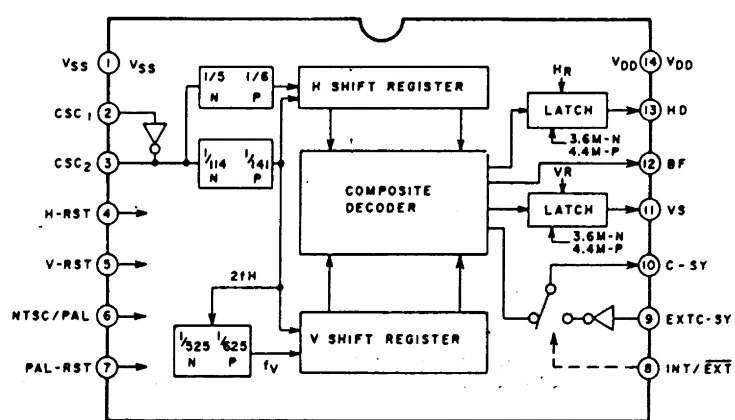 VSS 1 VSS
VDD 14 VDD
CSC1 2
CSC2 3
H-RST 4
V-RST 5
NTSC/PAL 6
PAL-RST 7
1/5 1/6
N P
1/114 1/141
N P
2fH
1/525 1/625
N P
fV
H SHIFT REGISTER
COMPOSITE
DECODER
V SHIFT REGISTER
HR
LATCH
13 HD
3.6M-N
4.4M-P
12 BF
VR
LATCH
11 VS
3.6M-N
4.4M-P
10 C-SY
9 EXTC-SY
8 INT/EXT